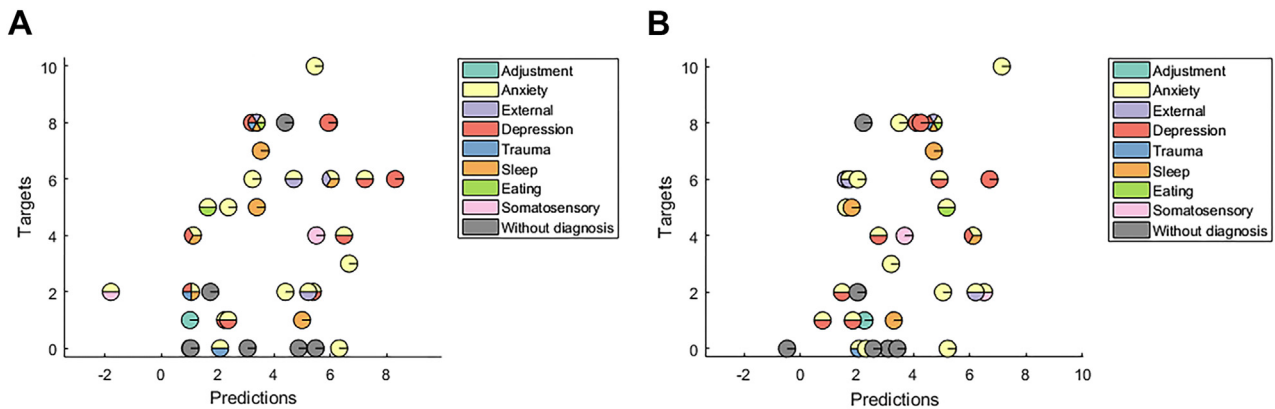 A
Targets
10
8
6
4
2
0
-2 0 2 4 6 8
Predictions
Adjustment
Anxiety
External
Depression
Trauma
Sleep
Eating
Somatosensory
Without diagnosis
B
Targets
10
8
6
4
2
0
-2 0 2 4 6 8 10
Predictions
Adjustment
Anxiety
External
Depression
Trauma
Sleep
Eating
Somatosensory
Without diagnosis